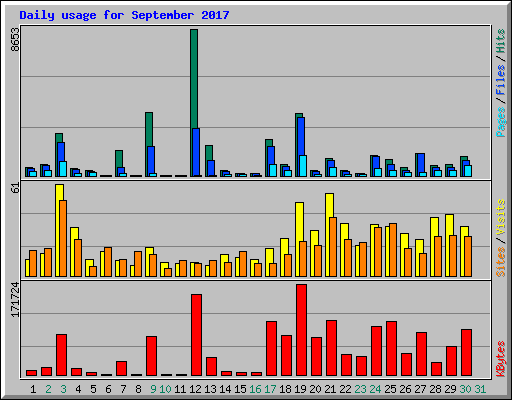 Daily usage for September 2017
8653
Pages / Files / Hits
61
Sites / Visits
171724
KBytes
1 2 3 4 5 6 7 8 9 10 11 12 13 14 15 16 17 18 19 20 21 22 23 24 25 26 27 28 29 30 31